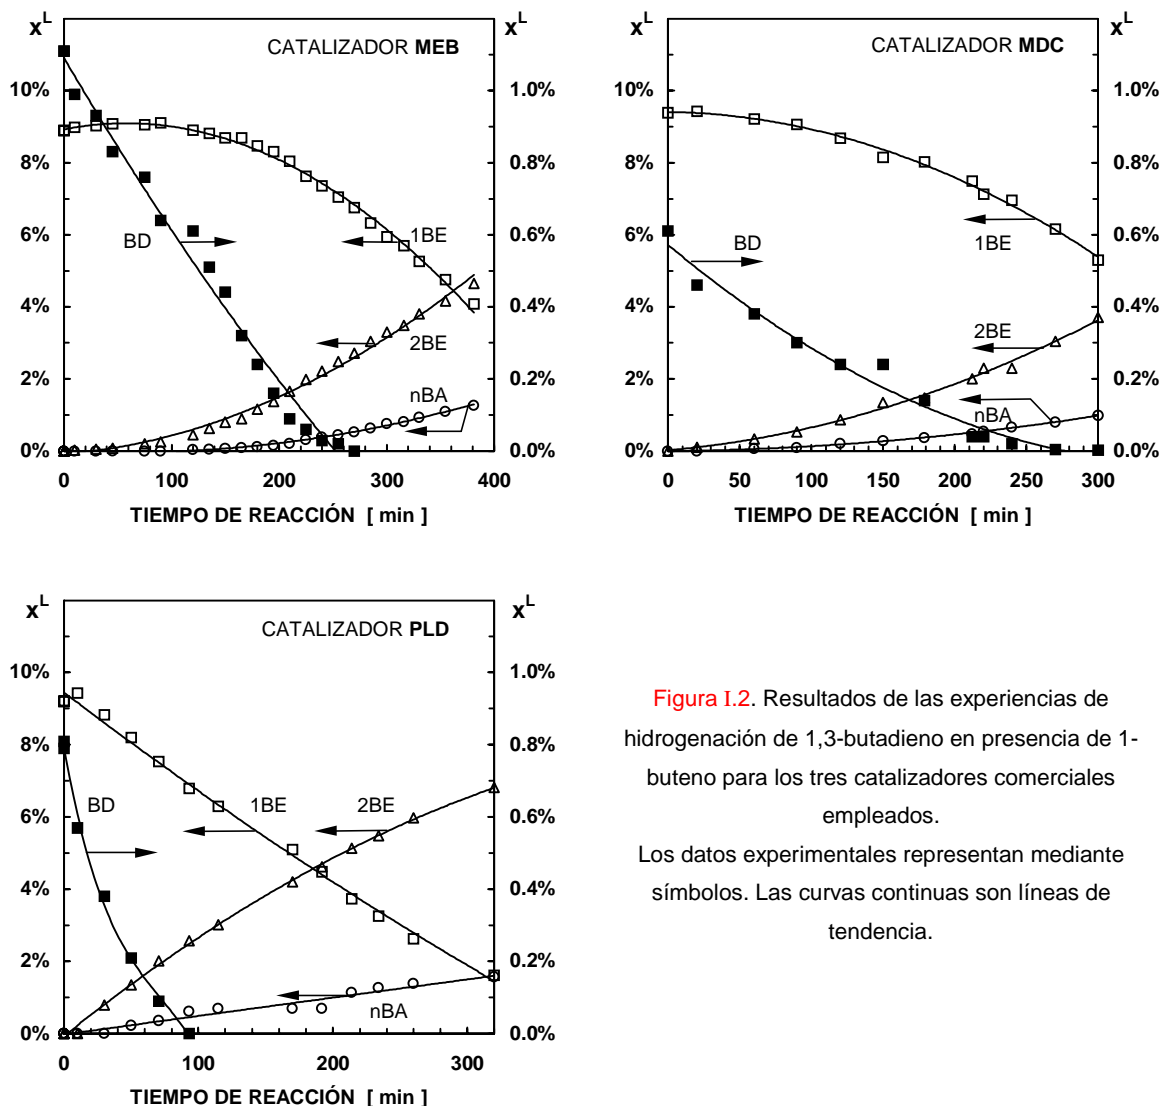 x^L
CATALIZADOR MEB
x^L
10%
8%
6%
4%
2%
0%
1.0%
0.8%
0.6%
0.4%
0.2%
0.0%
BD
1BE
2BE
nBA
0
100
200
300
400
TIEMPO DE REACCIÓN [ min ]
x^L
CATALIZADOR MDC
x^L
10%
8%
6%
4%
2%
0%
1.0%
0.8%
0.6%
0.4%
0.2%
0.0%
BD
1BE
2BE
nBA
0
50
100
150
200
250
300
TIEMPO DE REACCIÓN [ min ]
x^L
CATALIZADOR PLD
x^L
10%
8%
6%
4%
2%
0%
1.0%
0.8%
0.6%
0.4%
0.2%
0.0%
BD
1BE
2BE
nBA
0
100
200
300
TIEMPO DE REACCIÓN [ min ]
Figura I.2. Resultados de las experiencias de
hidrogenación de 1,3-butadieno en presencia de 1-
buteno para los tres catalizadores comerciales
empleados.
Los datos experimentales representan mediante
símbolos. Las curvas continuas son líneas de
tendencia.